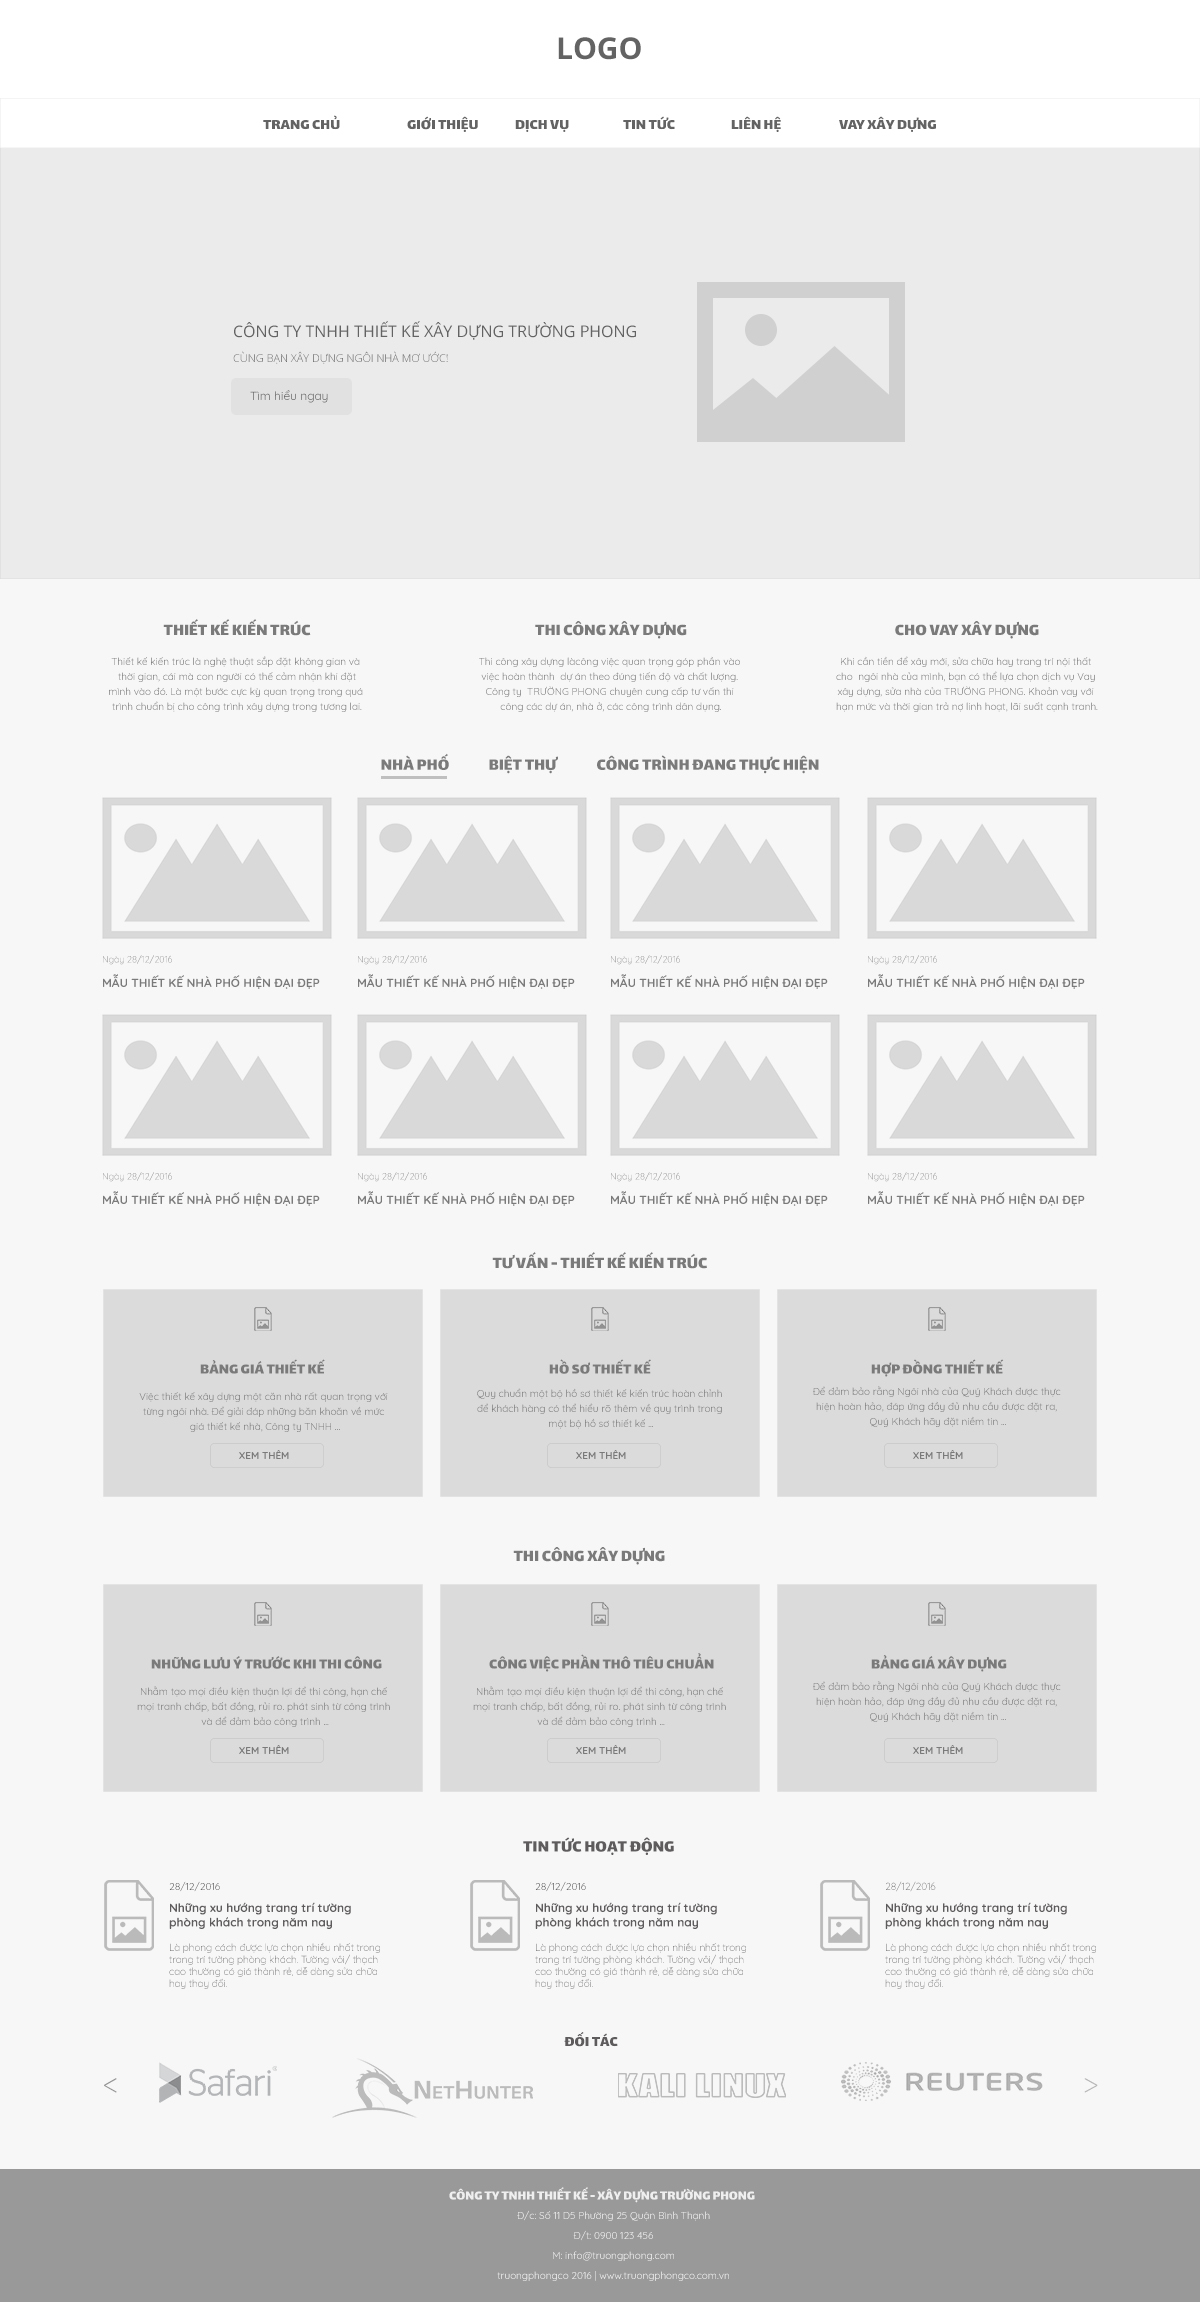 LOGO
TRANG CHỦ GIỚI THIỆU DỊCH VỤ TIN TỨC LIÊN HỆ VAY XÂY DỰNG
CÔNG TY TNHH THIẾT KẾ XÂY DỰNG TRƯỜNG PHONG
CÙNG BẠN XÂY DỰNG NGÔI NHÀ MƠ ƯỚC!
Tìm hiểu ngay
THIẾT KẾ KIẾN TRÚC
Thiết kế kiến trúc là nghệ thuật sắp đặt không gian và
thời gian, cái mà con người có thể cảm nhận khi đặt
mình vào đó. Là một bước cực kỳ quan trọng trong quá
trình chuẩn bị cho công trình xây dựng trong tương lai.
THI CÔNG XÂY DỰNG
Thi công xây dựng làcông việc quan trọng góp phần vào
việc hoàn thành dự án theo đúng tiến độ và chất lượng.
Công ty TRƯỜNG PHONG chuyên cung cấp tư vấn thi
công các dự án, nhà ở, các công trình dân dụng.
CHO VAY XÂY DỰNG
Khi cần tiền để xây mới, sửa chữa hay trang trí nội thất
cho ngôi nhà của mình, bạn có thể lựa chọn dịch vụ Vay
xây dựng, sửa nhà của TRƯỜNG PHONG. Khoản vay với
hạn mức và thời gian trả nợ linh hoạt, lãi suất cạnh tranh.
NHÀ PHỐ BIỆT THỰ CÔNG TRÌNH ĐANG THỰC HIỆN
Ngày 28/12/2016 Ngày 28/12/2016 Ngày 28/12/2016 Ngày 28/12/2016
MẪU THIẾT KẾ NHÀ PHỐ HIỆN ĐẠI ĐẸP MẪU THIẾT KẾ NHÀ PHỐ HIỆN ĐẠI ĐẸP MẪU THIẾT KẾ NHÀ PHỐ HIỆN ĐẠI ĐẸP MẪU THIẾT KẾ NHÀ PHỐ HIỆN ĐẠI ĐẸP
Ngày 28/12/2016 Ngày 28/12/2016 Ngày 28/12/2016 Ngày 28/12/2016
MẪU THIẾT KẾ NHÀ PHỐ HIỆN ĐẠI ĐẸP MẪU THIẾT KẾ NHÀ PHỐ HIỆN ĐẠI ĐẸP MẪU THIẾT KẾ NHÀ PHỐ HIỆN ĐẠI ĐẸP MẪU THIẾT KẾ NHÀ PHỐ HIỆN ĐẠI ĐẸP
TƯ VẤN - THIẾT KẾ KIẾN TRÚC
BẢNG GIÁ THIẾT KẾ
Việc thiết kế xây dựng một căn nhà rất quan trọng với
từng ngôi nhà. Để giải đáp những băn khoăn về mức
giá thiết kế nhà, Công ty TNHH ...
XEM THÊM
HỒ SƠ THIẾT KẾ
Quy chuẩn một bộ hồ sơ thiết kế kiến trúc hoàn chỉnh
để khách hàng có thể hiểu rõ thêm về quy trình trong
một bộ hồ sơ thiết kế ...
XEM THÊM
HỢP ĐỒNG THIẾT KẾ
Để đảm bảo rằng Ngôi nhà của Quý Khách được thực
hiện hoàn hảo, đáp ứng đầy đủ nhu cầu được đặt ra,
Quý Khách hãy đặt niềm tin ...
XEM THÊM
THI CÔNG XÂY DỰNG
NHỮNG LƯU Ý TRƯỚC KHI THI CÔNG
Nhằm tạo mọi điều kiện thuận lợi để thi công, hạn chế
mọi tranh chấp, bất đồng, rủi ro. phát sinh từ công trình
và để đảm bảo công trình ...
XEM THÊM
CÔNG VIỆC PHẦN THÔ TIÊU CHUẨN
Nhằm tạo mọi điều kiện thuận lợi để thi công, hạn chế
mọi tranh chấp, bất đồng, rủi ro. phát sinh từ công trình
và để đảm bảo công trình ...
XEM THÊM
BẢNG GIÁ XÂY DỰNG
Để đảm bảo rằng Ngôi nhà của Quý Khách được thực
hiện hoàn hảo, đáp ứng đầy đủ nhu cầu được đặt ra,
Quý Khách hãy đặt niềm tin ...
XEM THÊM
TIN TỨC HOẠT ĐỘNG
28/12/2016
Những xu hướng trang trí tường
phòng khách trong năm nay
Là phong cách được lựa chọn nhiều nhất trong
trang trí tường phòng khách. Tường vôi/ thạch
cao thường có giá thành rẻ, dễ dàng sửa chữa
hay thay đổi.
28/12/2016
Những xu hướng trang trí tường
phòng khách trong năm nay
Là phong cách được lựa chọn nhiều nhất trong
trang trí tường phòng khách. Tường vôi/ thạch
cao thường có giá thành rẻ, dễ dàng sửa chữa
hay thay đổi.
28/12/2016
Những xu hướng trang trí tường
phòng khách trong năm nay
Là phong cách được lựa chọn nhiều nhất trong
trang trí tường phòng khách. Tường vôi/ thạch
cao thường có giá thành rẻ, dễ dàng sửa chữa
hay thay đổi.
ĐỐI TÁC
< Safari NETHUNTER KALI LINUX REUTERS >
CÔNG TY TNHH THIẾT KẾ - XÂY DỰNG TRƯỜNG PHONG
Đ/c: Số 11 D5 Phường 25 Quận Bình Thạnh
Đ/t: 0900 123 456
M: info@truongphong.com
truongphongco 2016 | www.truongphongco.com.vn